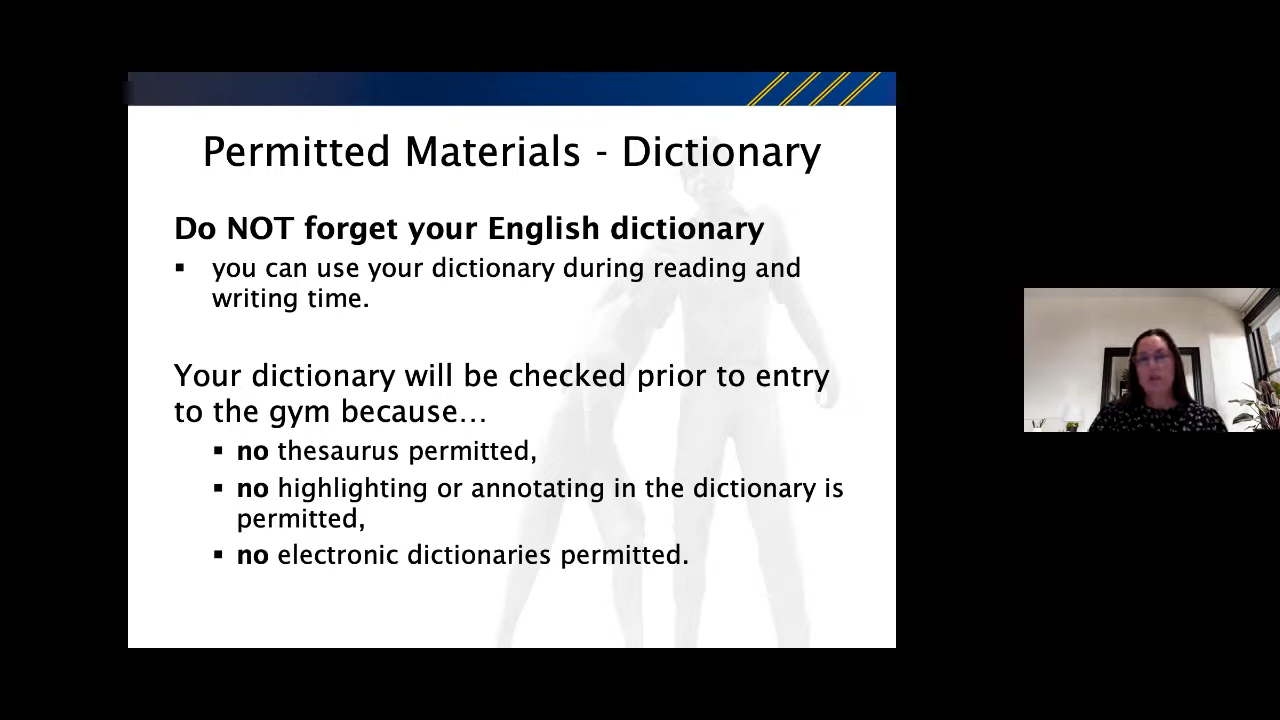 Permitted Materials - Dictionary
Do NOT forget your English dictionary
▪ you can use your dictionary during reading and
writing time.
Your dictionary will be checked prior to entry
to the gym because…
▪ no thesaurus permitted,
▪ no highlighting or annotating in the dictionary is
permitted,
▪ no electronic dictionaries permitted.